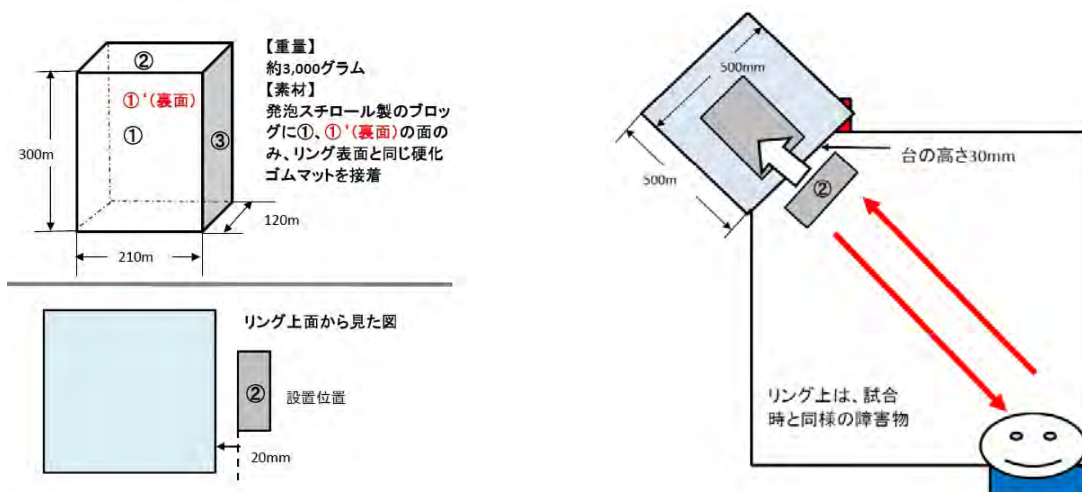 ②
①'(裏面)
①
③
300m
120m
210m
【重量】
約3,000グラム
【素材】
発泡スチロール製のブロッ
グに①、①'(裏面)の面の
み、リング表面と同じ硬化
ゴムマットを接着
リング上面から見た図
②
設置位置
20mm
500mm
500m
台の高さ30mm
②
リング上は、試合
時と同様の障害物